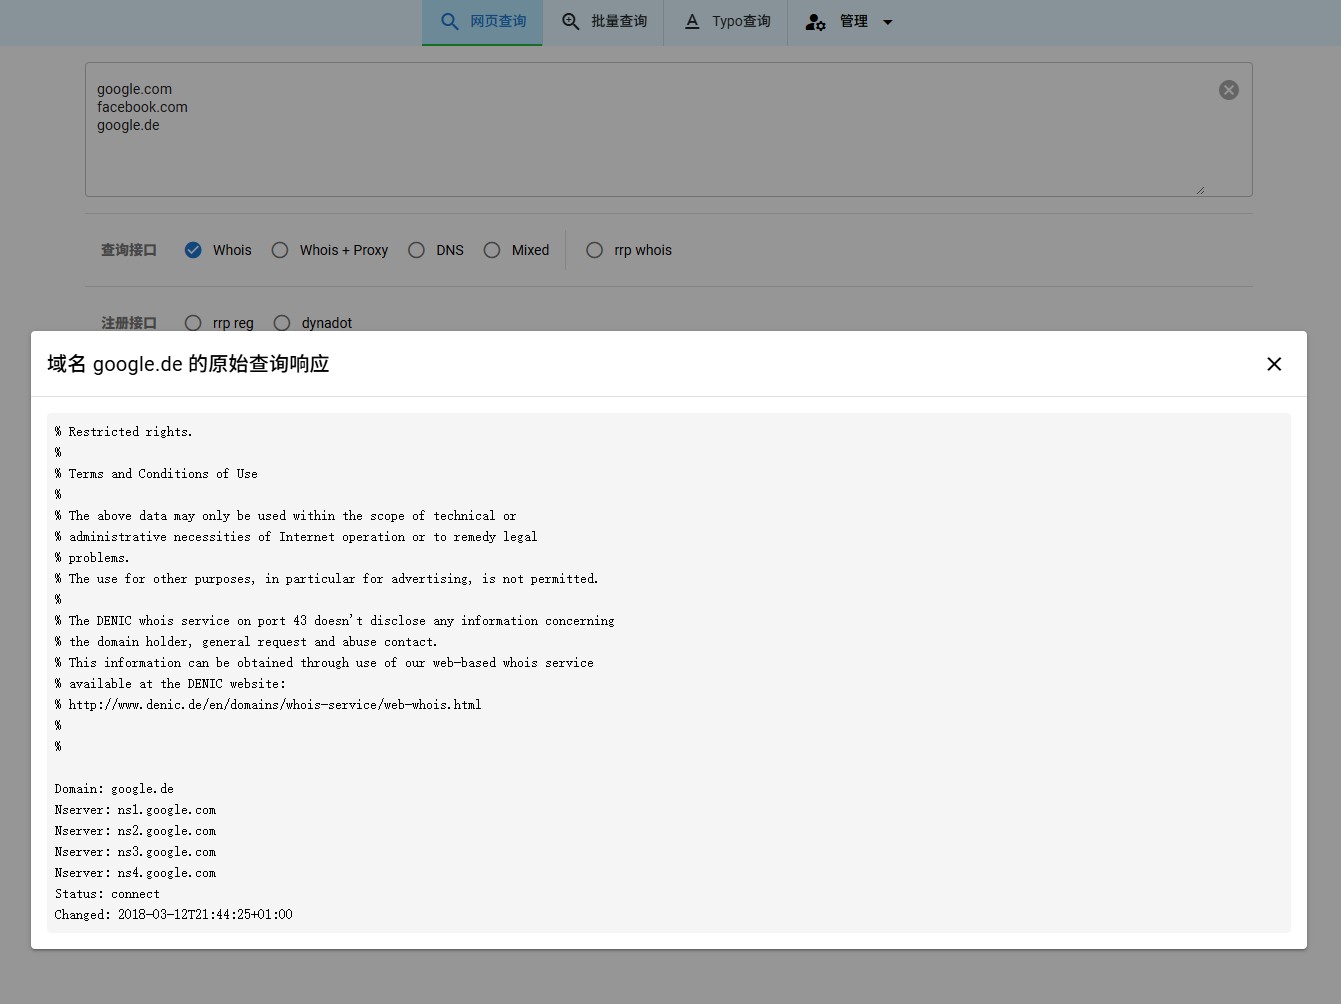 网页查询
批量查询
Typo查询
管理
google.com
facebook.com
google.de
查询接口 Whois Whois + Proxy DNS Mixed rrp whois
注册接口 rrp reg dynadot
域名 google.de 的原始查询响应
% Restricted rights.
%
% Terms and Conditions of Use
%
% The above data may only be used within the scope of technical or
% administrative necessities of Internet operation or to remedy legal
% problems.
% The use for other purposes, in particular for advertising, is not permitted.
%
% The DENIC whois service on port 43 doesn't disclose any information concerning
% the domain holder, general request and abuse contact.
% This information can be obtained through use of our web-based whois service
% available at the DENIC website:
% http://www.denic.de/en/domains/whois-service/web-whois.html
%
%
Domain: google.de
Nserver: ns1.google.com
Nserver: ns2.google.com
Nserver: ns3.google.com
Nserver: ns4.google.com
Status: connect
Changed: 2018-03-12T21:44:25+01:00